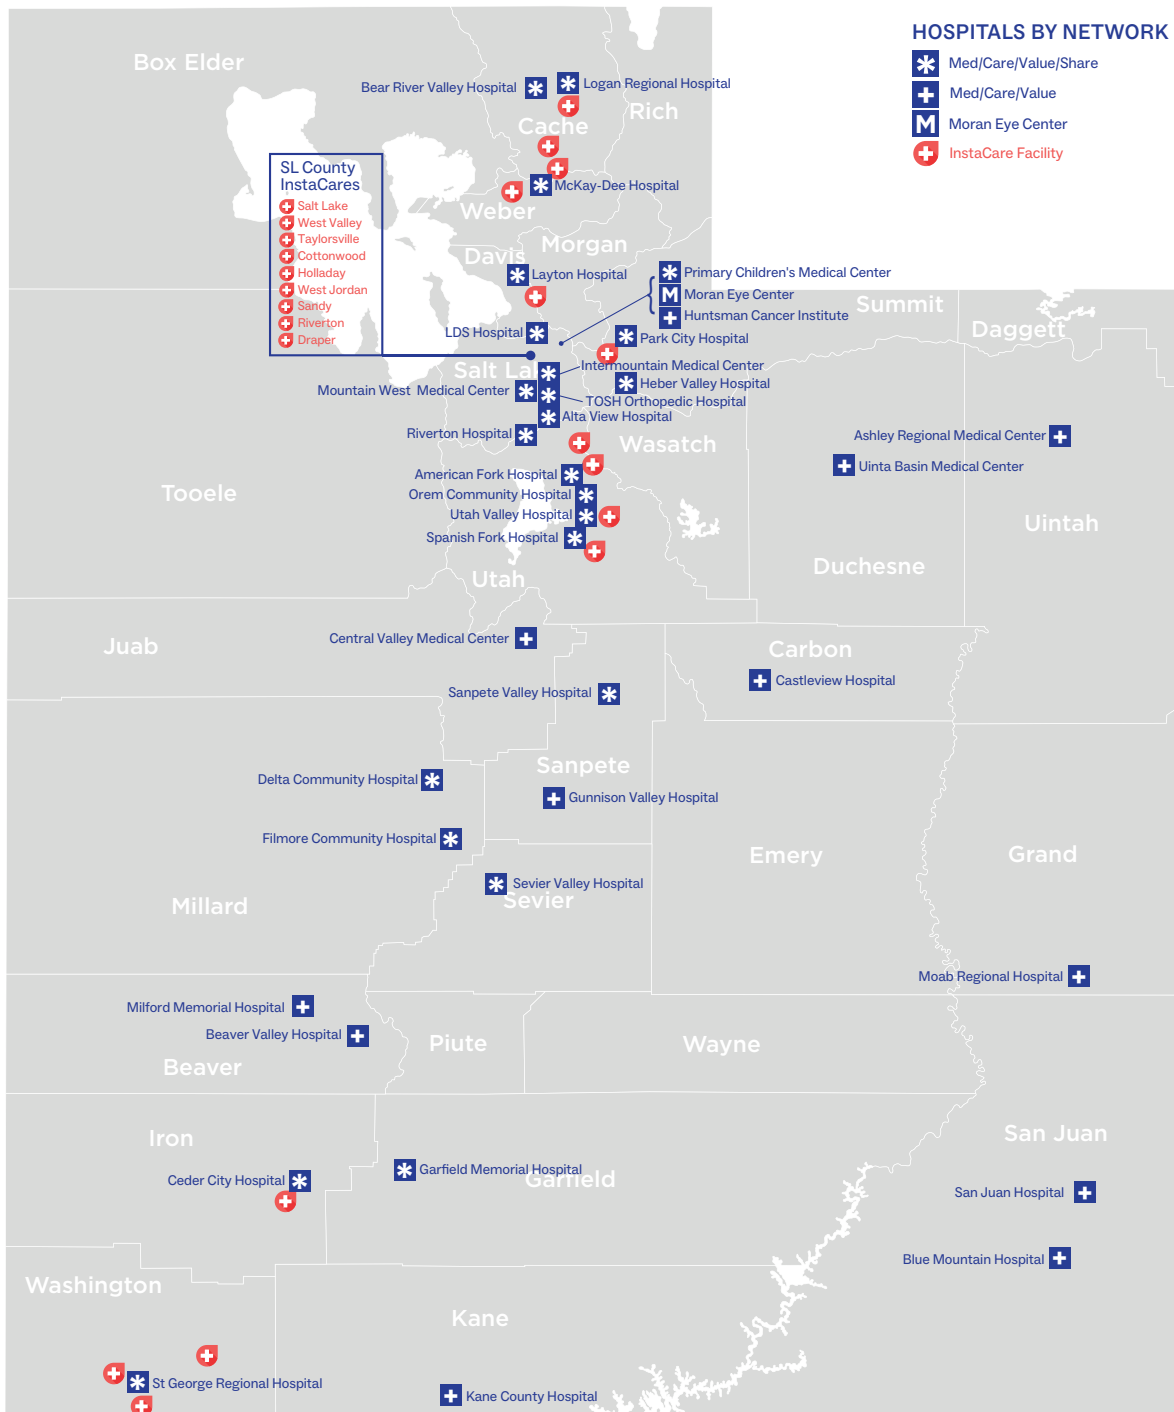 HOSPITALS BY NETWORK
Med/Care/Value/Share
Med/Care/Value
M Moran Eye Center
InstaCare Facility
Box Elder
Bear River Valley Hospital
Logan Regional Hospital
Rich
Cache
McKay-Dee Hospital
Weber
SL County
InstaCares
Salt Lake
West Valley
Taylorsville
Cottonwood
Holladay
West Jordan
Sandy
Riverton
Draper
Morgan
Davis
Layton Hospital
Primary Children's Medical Center
M Moran Eye Center
Huntsman Cancer Institute
Summit
Daggett
LDS Hospital
Park City Hospital
Salt Lak
Intermountain Medical Center
Heber Valley Hospital
Mountain West Medical Center
TOSH Orthopedic Hospital
Alta View Hospital
Riverton Hospital
Wasatch
Ashley Regional Medical Center
Uinta Basin Medical Center
American Fork Hospital
Orem Community Hospital
Utah Valley Hospital
Spanish Fork Hospital
Tooele
Uintah
Duchesne
Utah
Juab
Central Valley Medical Center
Carbon
Castleview Hospital
Sanpete Valley Hospital
Sanpete
Delta Community Hospital
Gunnison Valley Hospital
Filmore Community Hospital
Emery
Grand
Sevier Valley Hospital
Sevier
Millard
Moab Regional Hospital
Milford Memorial Hospital
Beaver Valley Hospital
Piute
Wayne
Beaver
Iron
San Juan
Garfield Memorial Hospital
Garfield
Ceder City Hospital
San Juan Hospital
Blue Mountain Hospital
Washington
Kane
St George Regional Hospital
Kane County Hospital